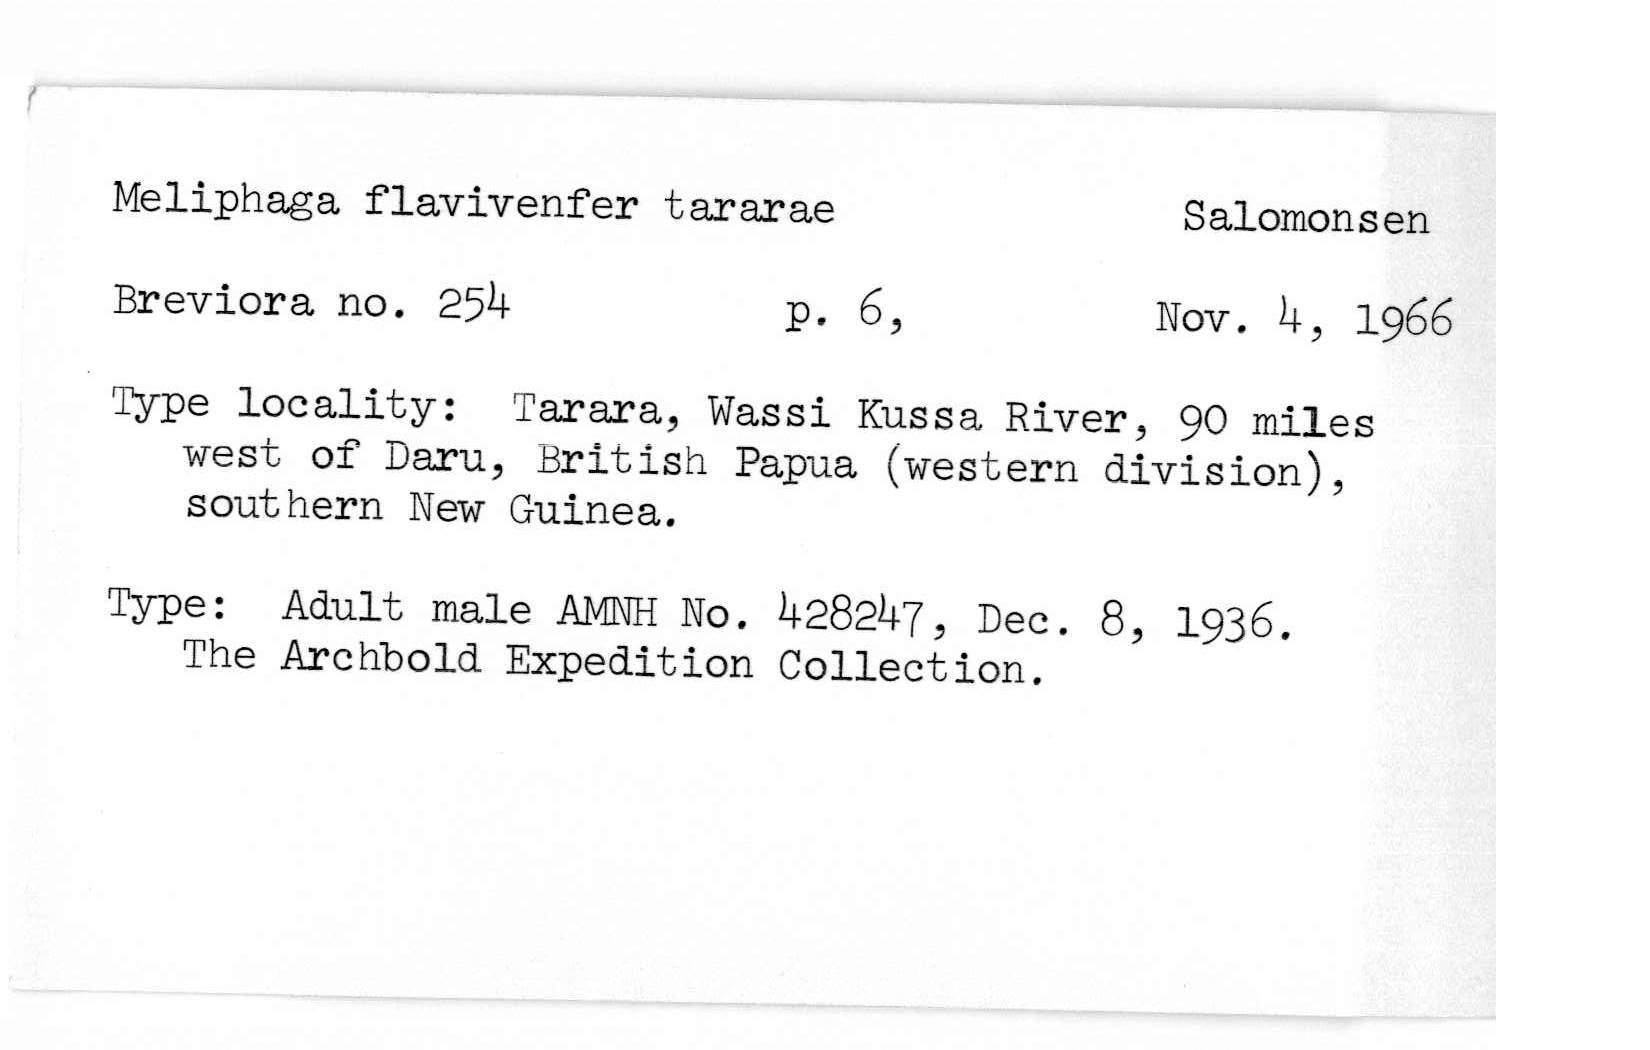 Meliphaga flavivenfer tararae Salomonsen
Breviora no. 254 p. 6, Nov. 4, 1966
Type locality: Tarara, Wassi Kussa River, 90 miles
west of Daru, British Papua (western division),
southern New Guinea.
Type: Adult male AMNH No. 428247, Dec. 8, 1936.
The Archbold Expedition Collection.